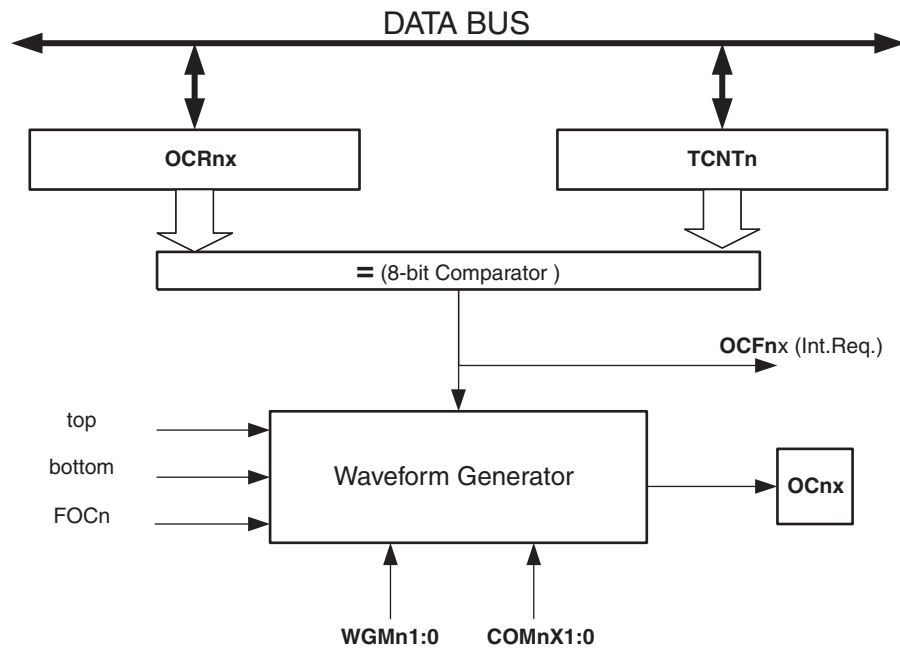 DATA BUS
OCRnx
TCNTn
= (8-bit Comparator )
OCFnx (Int.Req.)
top
bottom
FOCn
Waveform Generator
OCnx
WGMn1:0
COMnX1:0